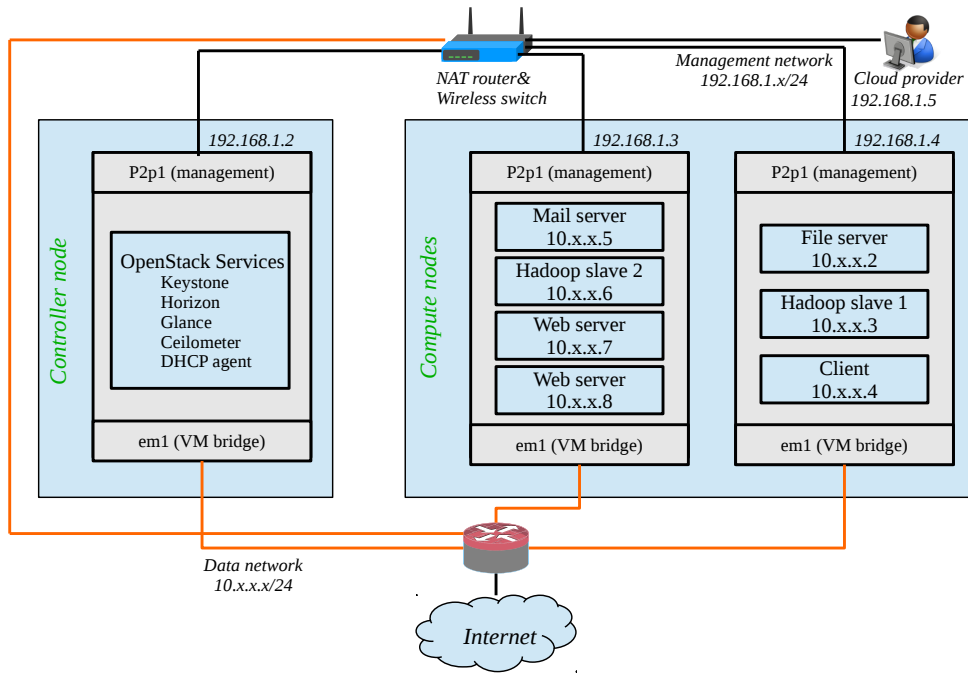 NAT router&
Wireless switch
Management network
192.168.1.x/24
Cloud provider
192.168.1.5
Controller node
192.168.1.2
P2p1 (management)
OpenStack Services
Keystone
Horizon
Glance
Ceilometer
DHCP agent
em1 (VM bridge)
Compute nodes
192.168.1.3
P2p1 (management)
Mail server
10.x.x.5
Hadoop slave 2
10.x.x.6
Web server
10.x.x.7
Web server
10.x.x.8
em1 (VM bridge)
192.168.1.4
P2p1 (management)
File server
10.x.x.2
Hadoop slave 1
10.x.x.3
Client
10.x.x.4
em1 (VM bridge)
Data network
10.x.x.x/24
Internet